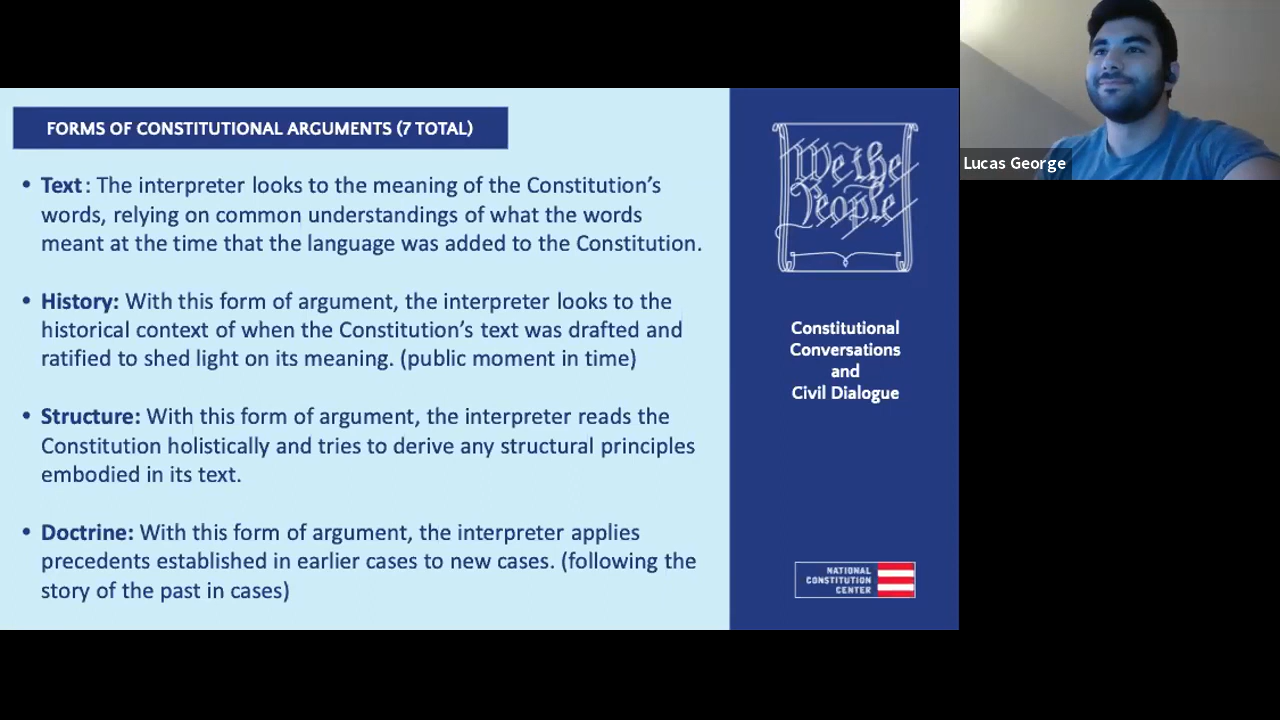 FORMS OF CONSTITUTIONAL ARGUMENTS (7 TOTAL)
• Text: The interpreter looks to the meaning of the Constitution's
words, relying on common understandings of what the words
meant at the time that the language was added to the Constitution.
• History: With this form of argument, the interpreter looks to the
historical context of when the Constitution's text was drafted and
ratified to shed light on its meaning. (public moment in time)
• Structure: With this form of argument, the interpreter reads the
Constitution holistically and tries to derive any structural principles
embodied in its text.
• Doctrine: With this form of argument, the interpreter applies
precedents established in earlier cases to new cases. (following the
story of the past in cases)
We the
People
Constitutional
Conversations
and
Civil Dialogue
NATIONAL
CONSTITUTION
CENTER
Lucas George